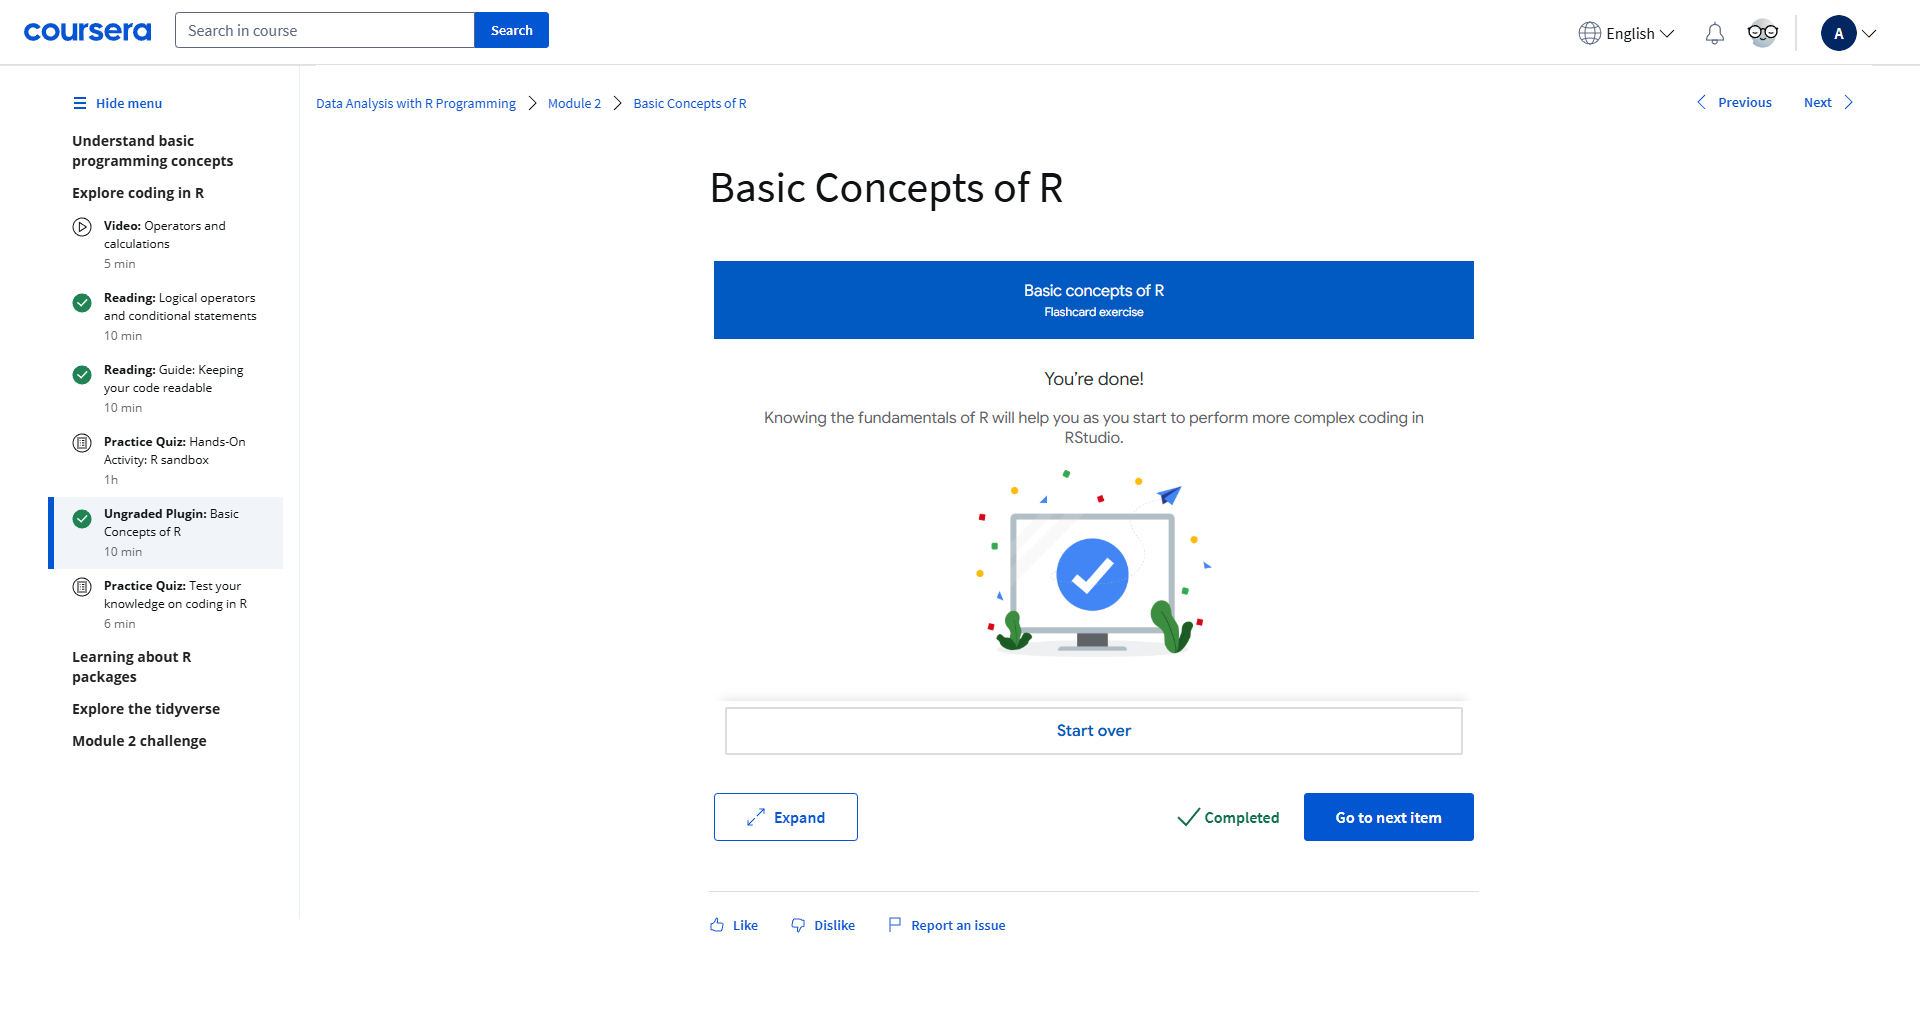 coursera
Search in course
Search
English
A
Hide menu
Understand basic
programming concepts
Explore coding in R
Video: Operators and
calculations
5 min
Reading: Logical operators
and conditional statements
10 min
Reading: Guide: Keeping
your code readable
10 min
Practice Quiz: Hands-On
Activity: R sandbox
1h
Ungraded Plugin: Basic
Concepts of R
10 min
Practice Quiz: Test your
knowledge on coding in R
6 min
Learning about R
packages
Explore the tidyverse
Module 2 challenge
Data Analysis with R Programming
Module 2
Basic Concepts of R
Previous
Next
Basic Concepts of R
Basic concepts of R
Flashcard exercise
You're done!
Knowing the fundamentals of R will help you as you start to perform more complex coding in
RStudio.
Start over
Expand
Completed
Go to next item
Like
Dislike
Report an issue